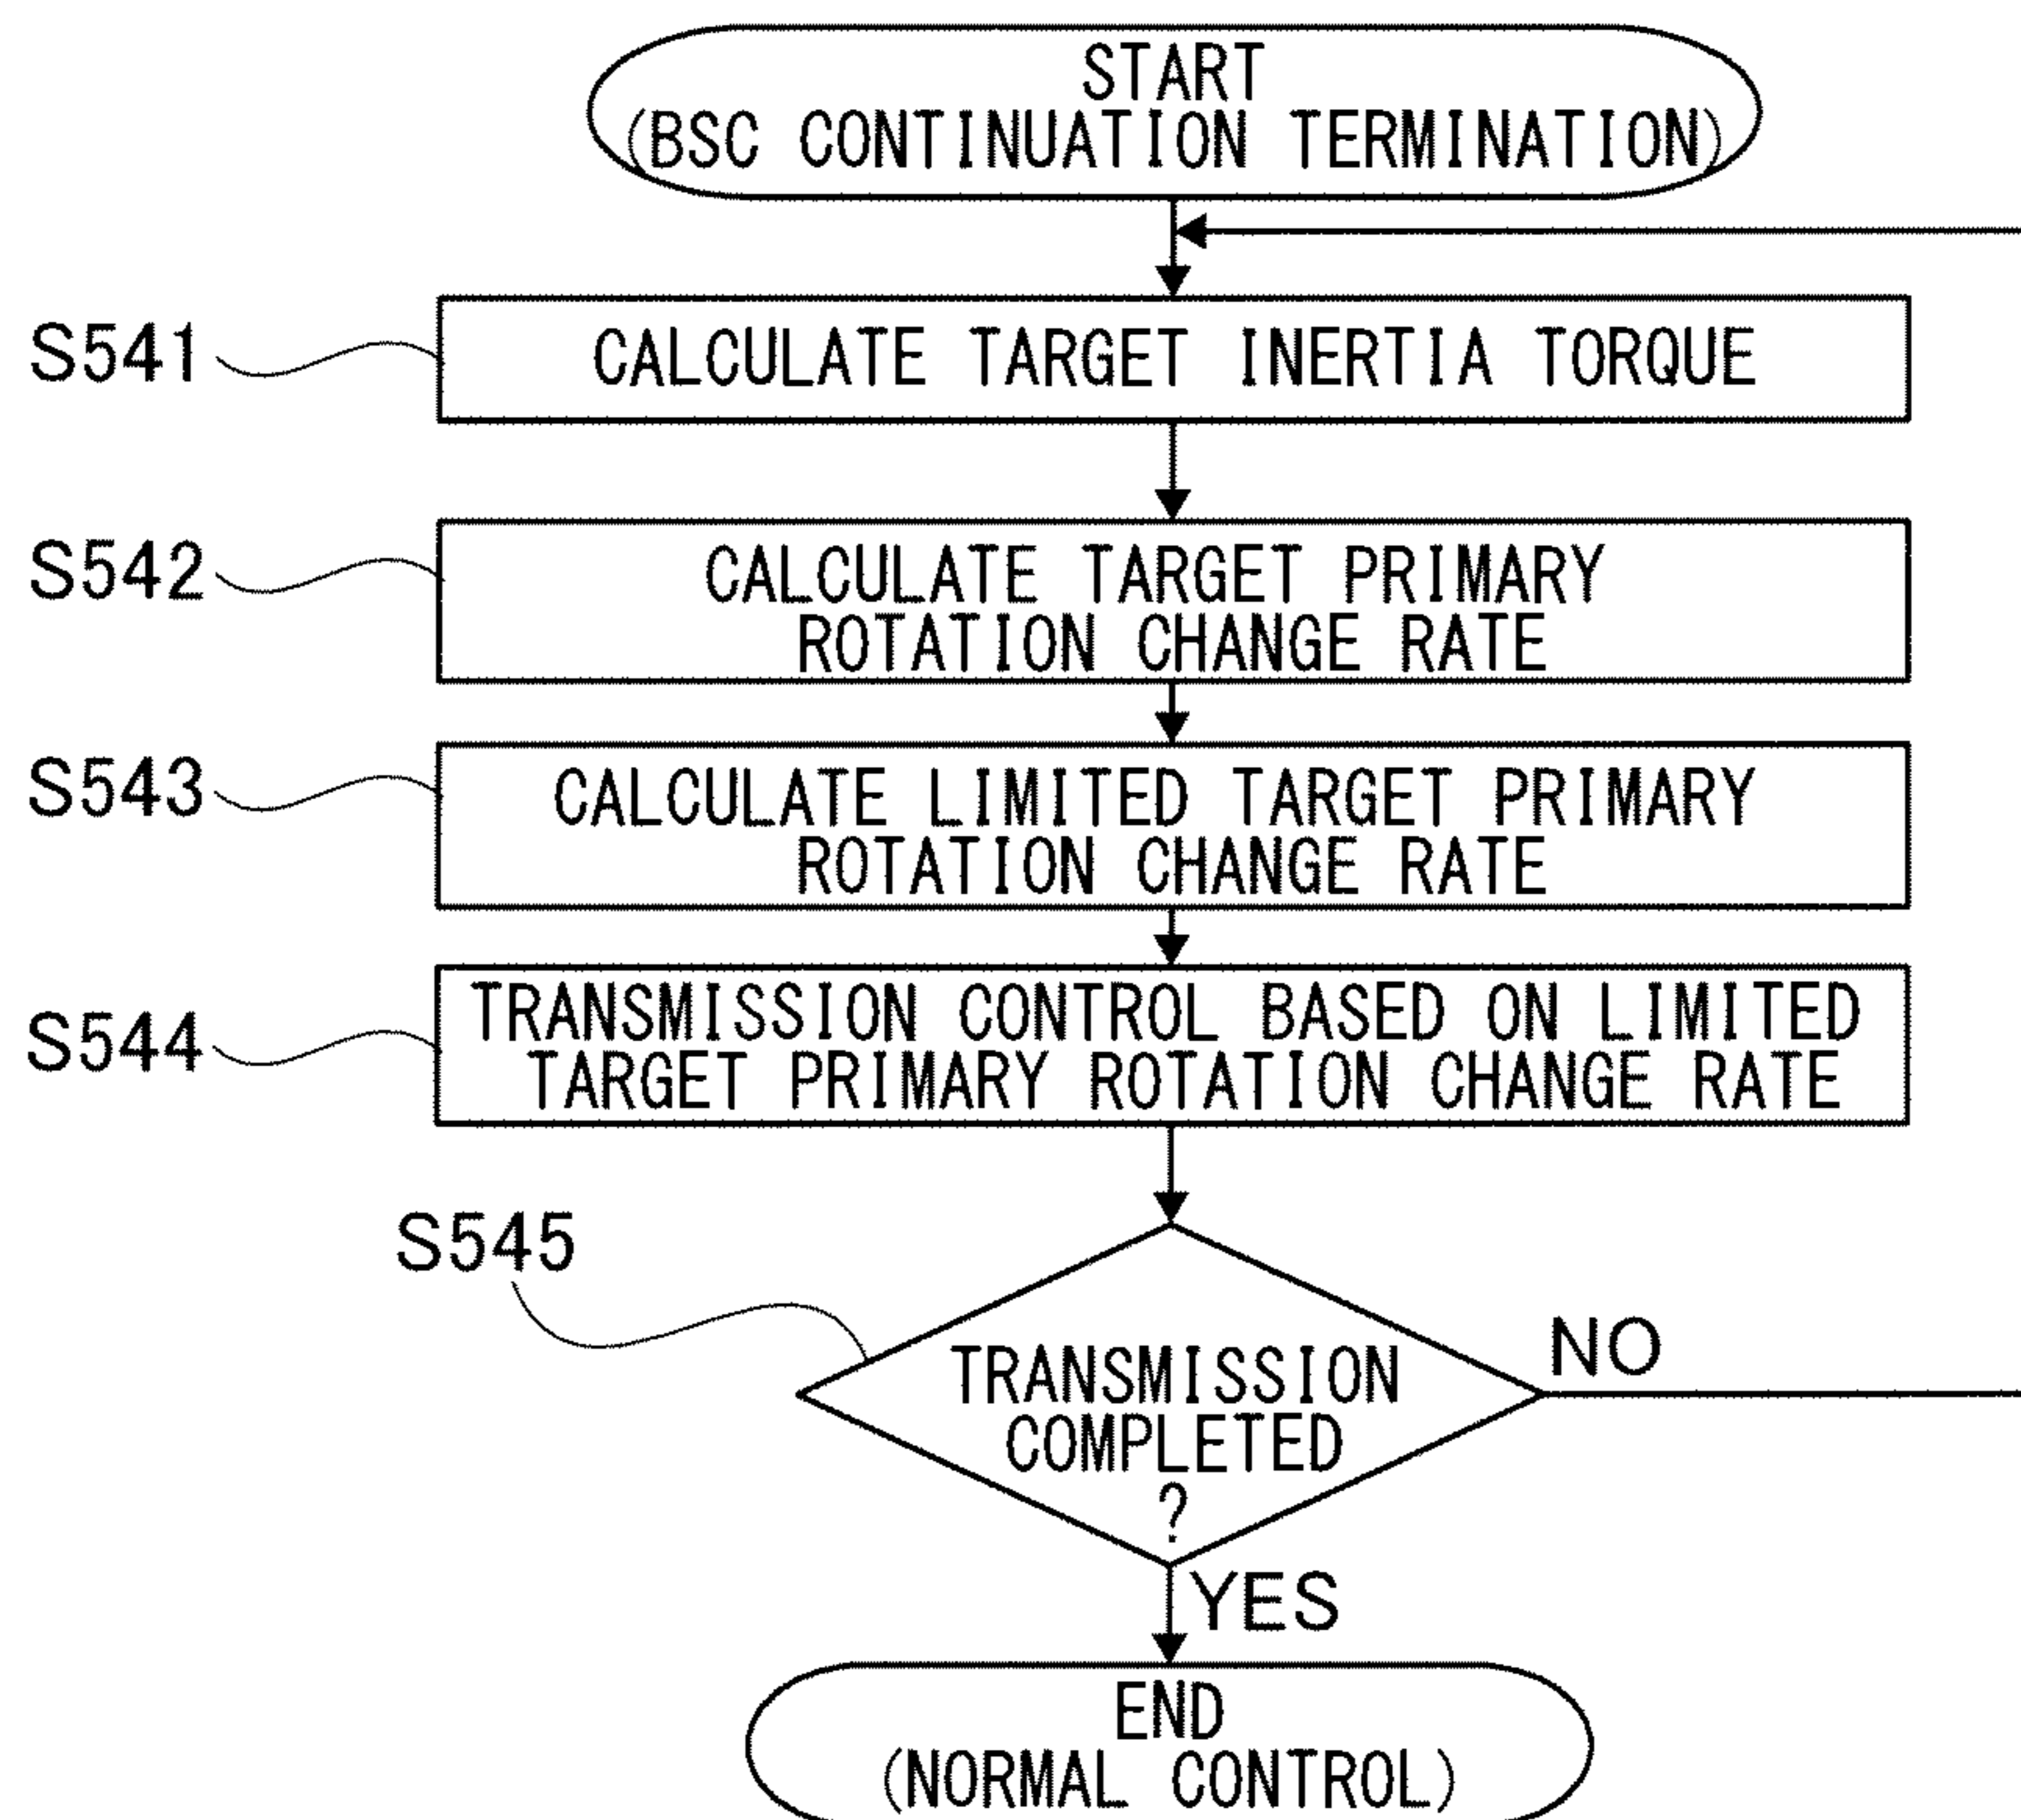 START
(BSC CONTINUATION TERMINATION)
S541
CALCULATE TARGET INERTIA TORQUE
S542
CALCULATE TARGET PRIMARY
ROTATION CHANGE RATE
S543
CALCULATE LIMITED TARGET PRIMARY
ROTATION CHANGE RATE
S544
TRANSMISSION CONTROL BASED ON LIMITED
TARGET PRIMARY ROTATION CHANGE RATE
S545
TRANSMISSION
COMPLETED
?
NO
YES
END
(NORMAL CONTROL)